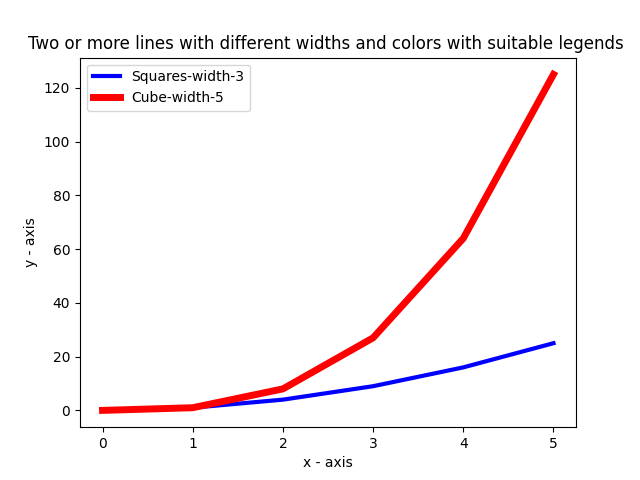 Two or more lines with different widths and colors with suitable legends
Squares-width-3
Cube-width-5
120
100
80
60
40
20
0
y - axis
0 1 2 3 4 5
x - axis